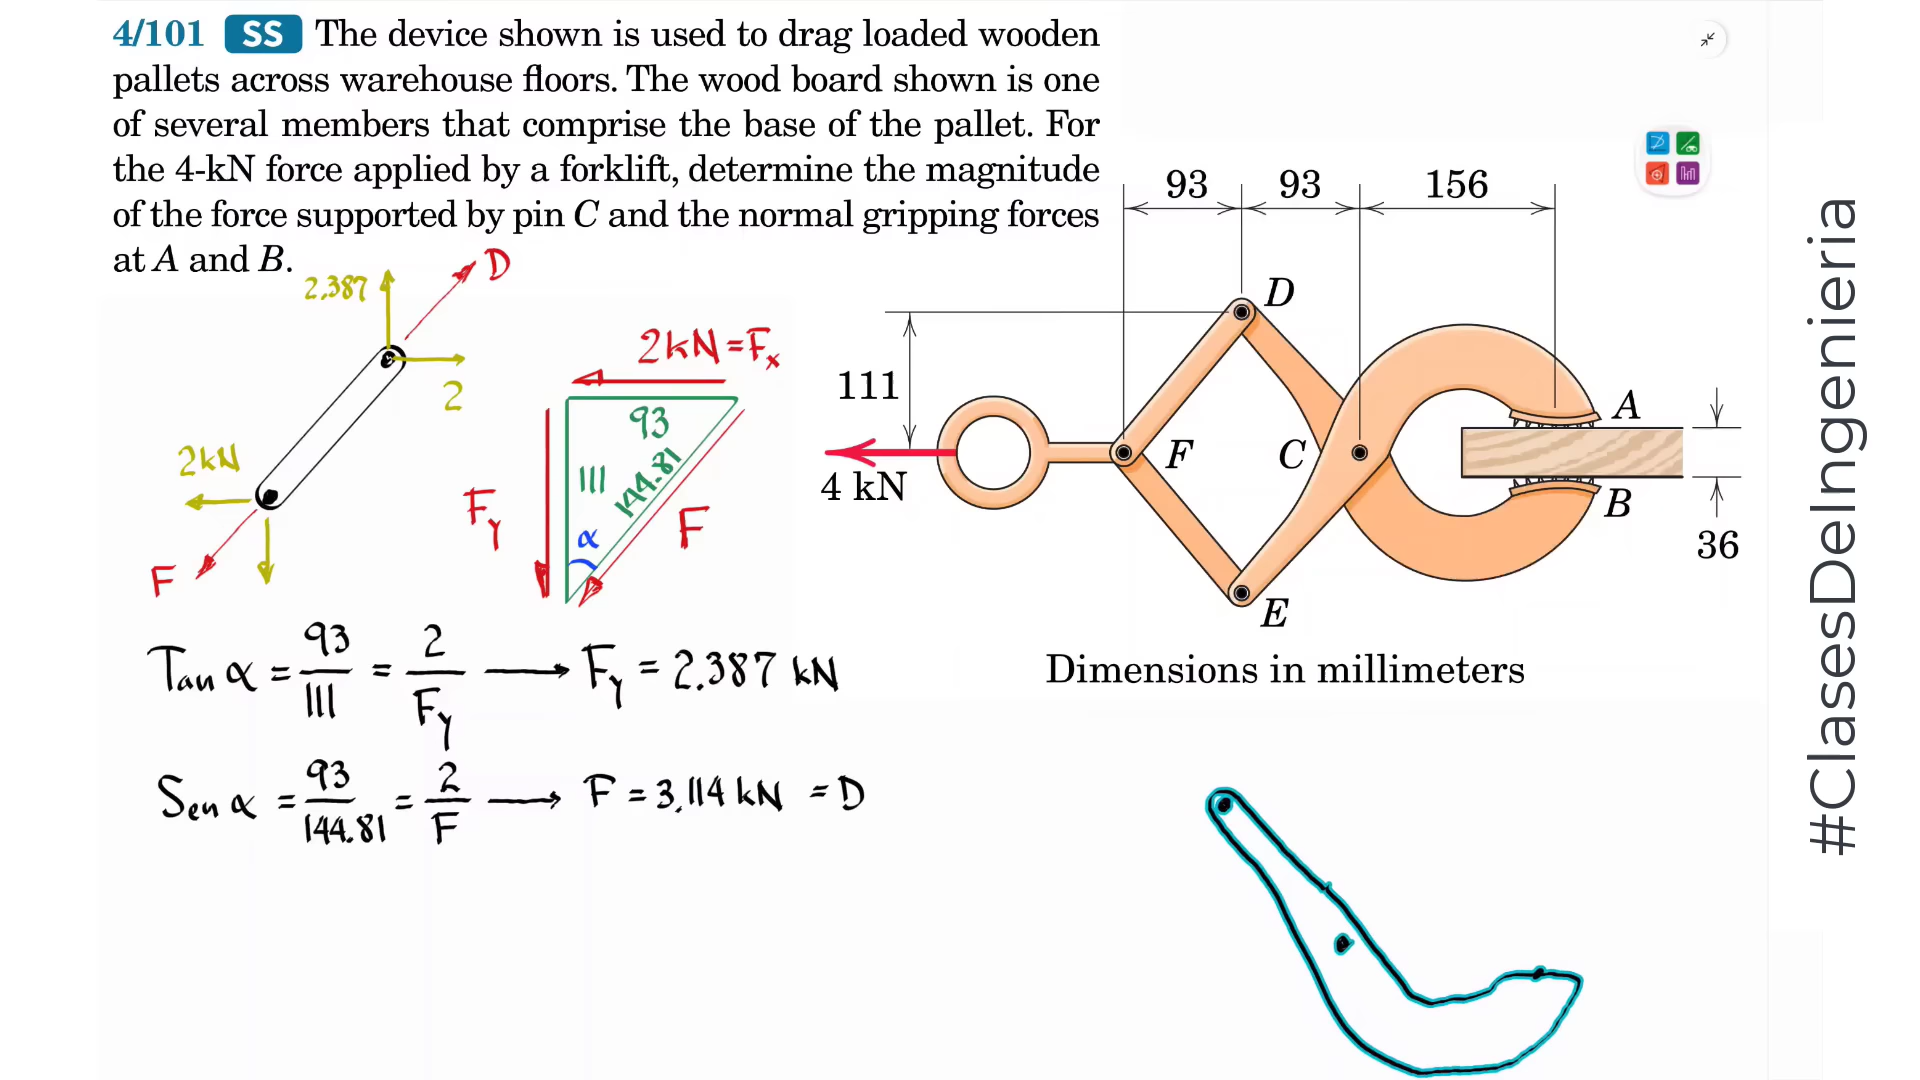 4/101 SS The device shown is used to drag loaded wooden
pallets across warehouse floors. The wood board shown is one
of several members that comprise the base of the pallet. For
the 4-kN force applied by a forklift, determine the magnitude
of the force supported by pin C and the normal gripping forces
at A and B.
93 93 156
D
111
A
F C
4 kN
B
36
E
Dimensions in millimeters
2,387
D
2
2kN
F
2kN = Fx
93
111
144.81
Fy
F
α
Tan α = 93/111 = 2/Fy → Fy = 2.387 kN
Sen α = 93/144.81 = 2/F → F = 3,114 kN = D
#ClasesDeIngenieria